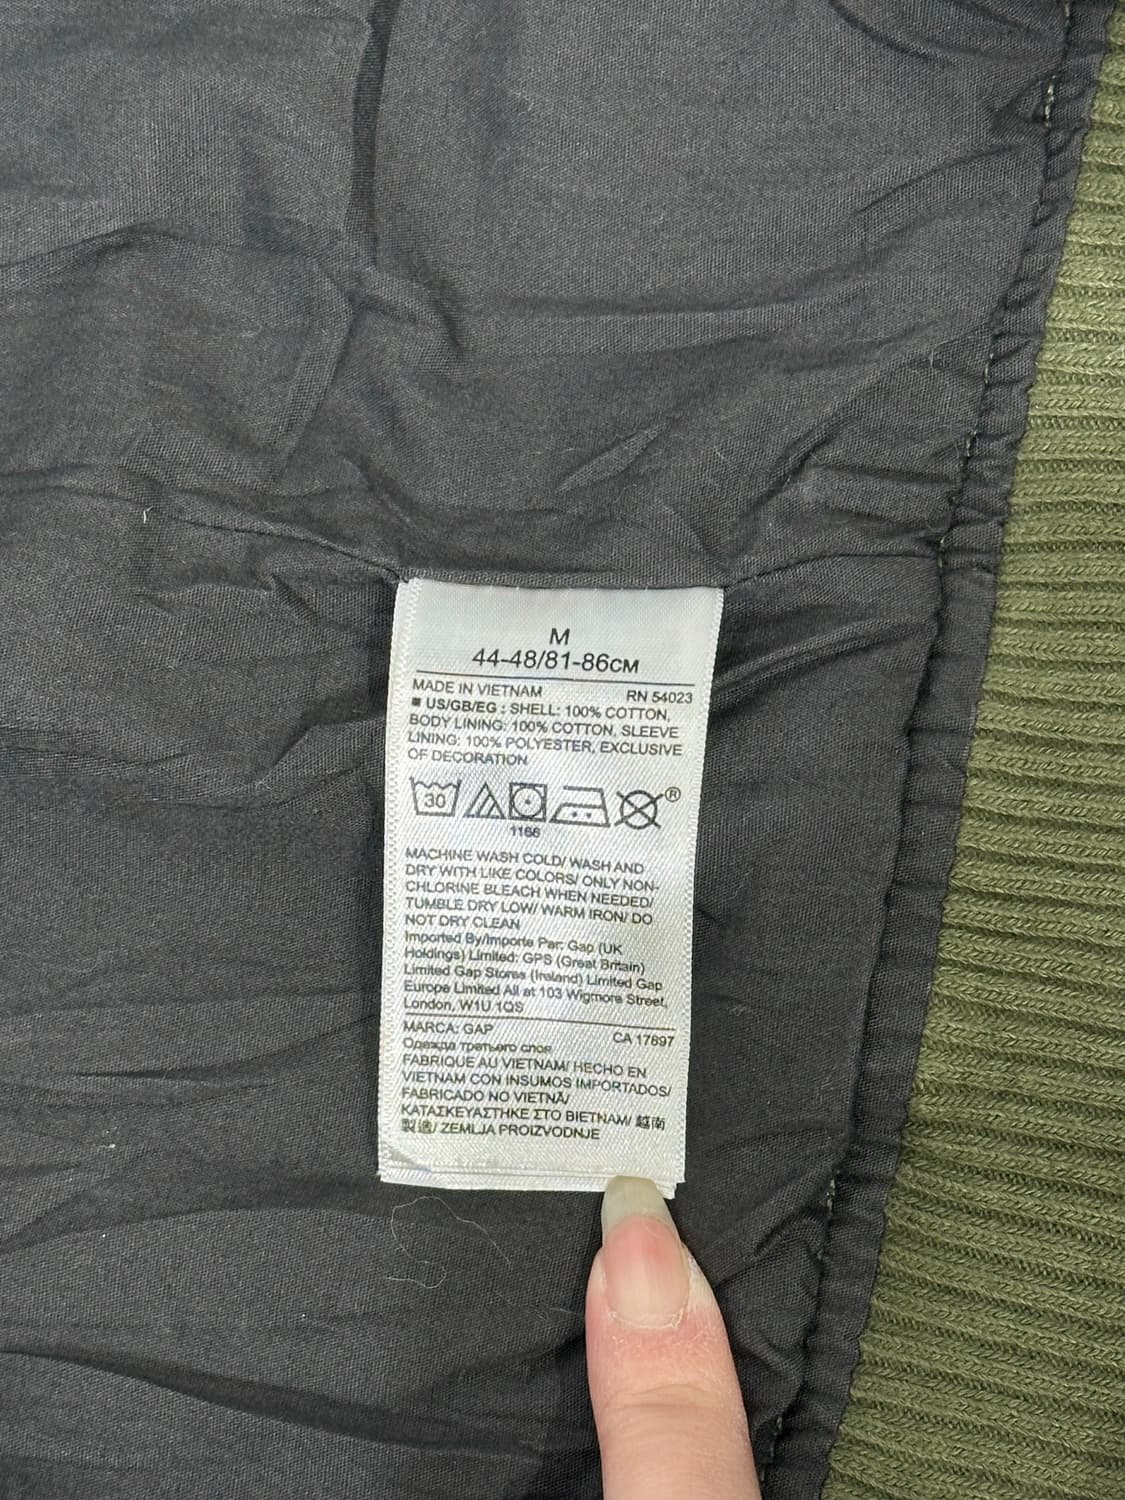 M
44-48/81-86CM
MADE IN VIETNAM RN 54023
■ US/GB/EG : SHELL: 100% COTTON,
BODY LINING: 100% COTTON, SLEEVE
LINING: 100% POLYESTER, EXCLUSIVE
OF DECORATION
30 ®
1166
MACHINE WASH COLD/ WASH AND
DRY WITH LIKE COLORS/ ONLY NON-
CHLORINE BLEACH WHEN NEEDED/
TUMBLE DRY LOW/ WARM IRON/ DO
NOT DRY CLEAN
Imported By/Importe Par: Gap (UK
Holdings) Limited: GPS (Great Britain)
Limited Gap Stores (Ireland) Limited Gap
Europe Limited All at 103 Wigmore Street,
London, W1U 1QS
MARCA: GAP CA 17697
Одежда третьего слоя
FABRIQUE AU VIETNAM/ HECHO EN
VIETNAM CON INSUMOS IMPORTADOS/
FABRICADO NO VIETNÃ/
ΚΑΤΑΣΚΕΥΑΣΤΗΚΕ ΣΤΟ ΒΙΕΤΝΑΜ/ 越南
製造/ ZEMLJA PROIZVODNJE